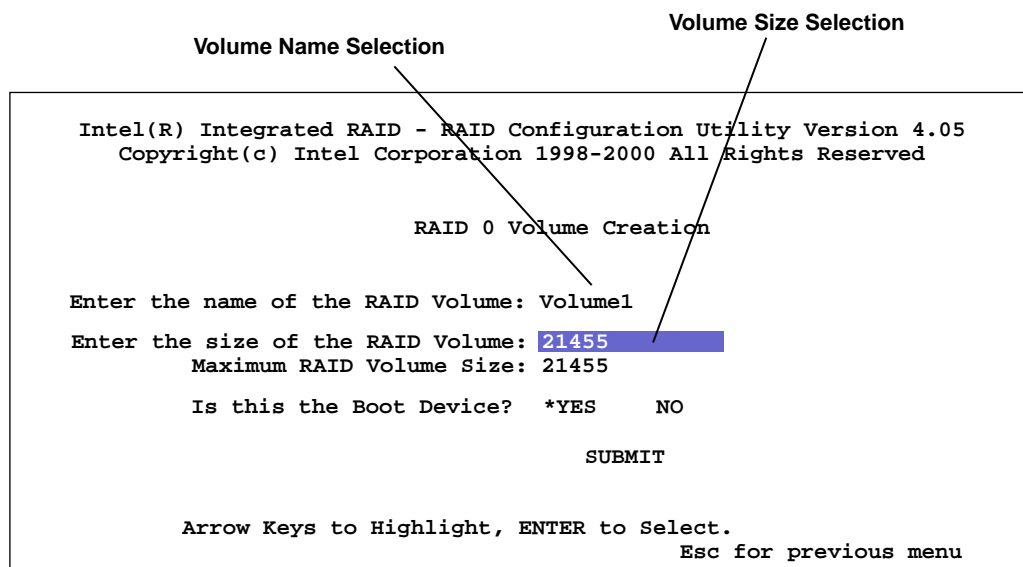 Volume Size Selection
Volume Name Selection
Intel(R) Integrated RAID - RAID Configuration Utility Version 4.05
Copyright(c) Intel Corporation 1998-2000 All Rights Reserved
RAID 0 Volume Creation
Enter the name of the RAID Volume: Volume1
Enter the size of the RAID Volume: 21455
Maximum RAID Volume Size: 21455
Is this the Boot Device? *YES NO
SUBMIT
Arrow Keys to Highlight, ENTER to Select.
Esc for previous menu